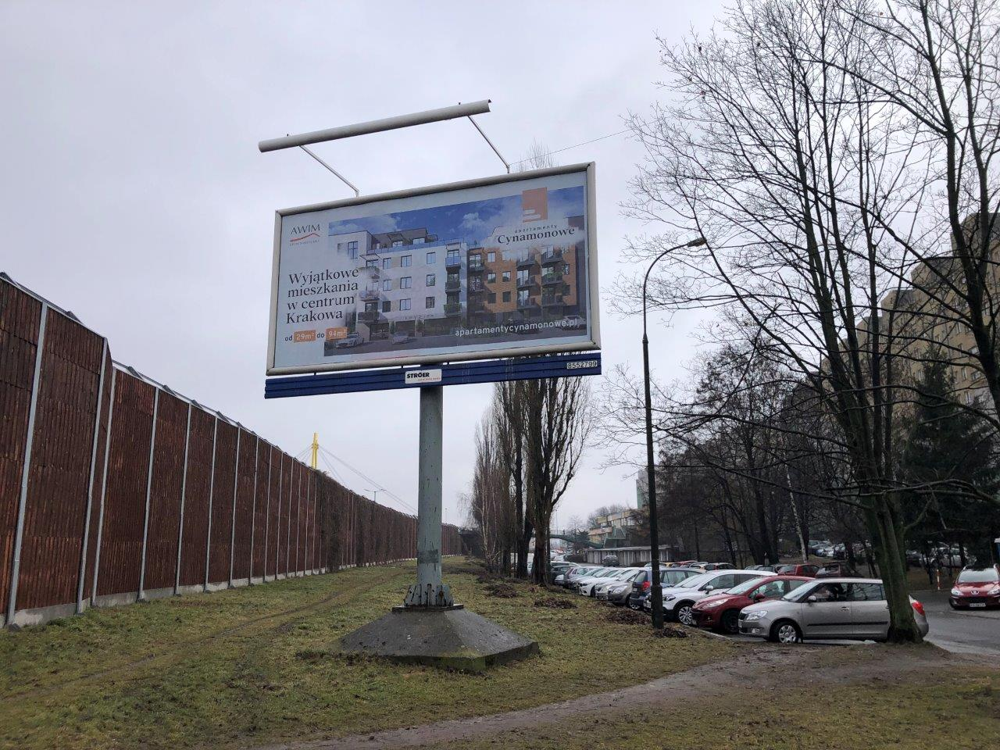 AWIM
Wyjątkowe
mieszkania
w centrum
Krakowa
od 29m² do 94m²
apartamenty
Cynamonowe
apartamentycynamonowe.pl
STRÖER
8552799